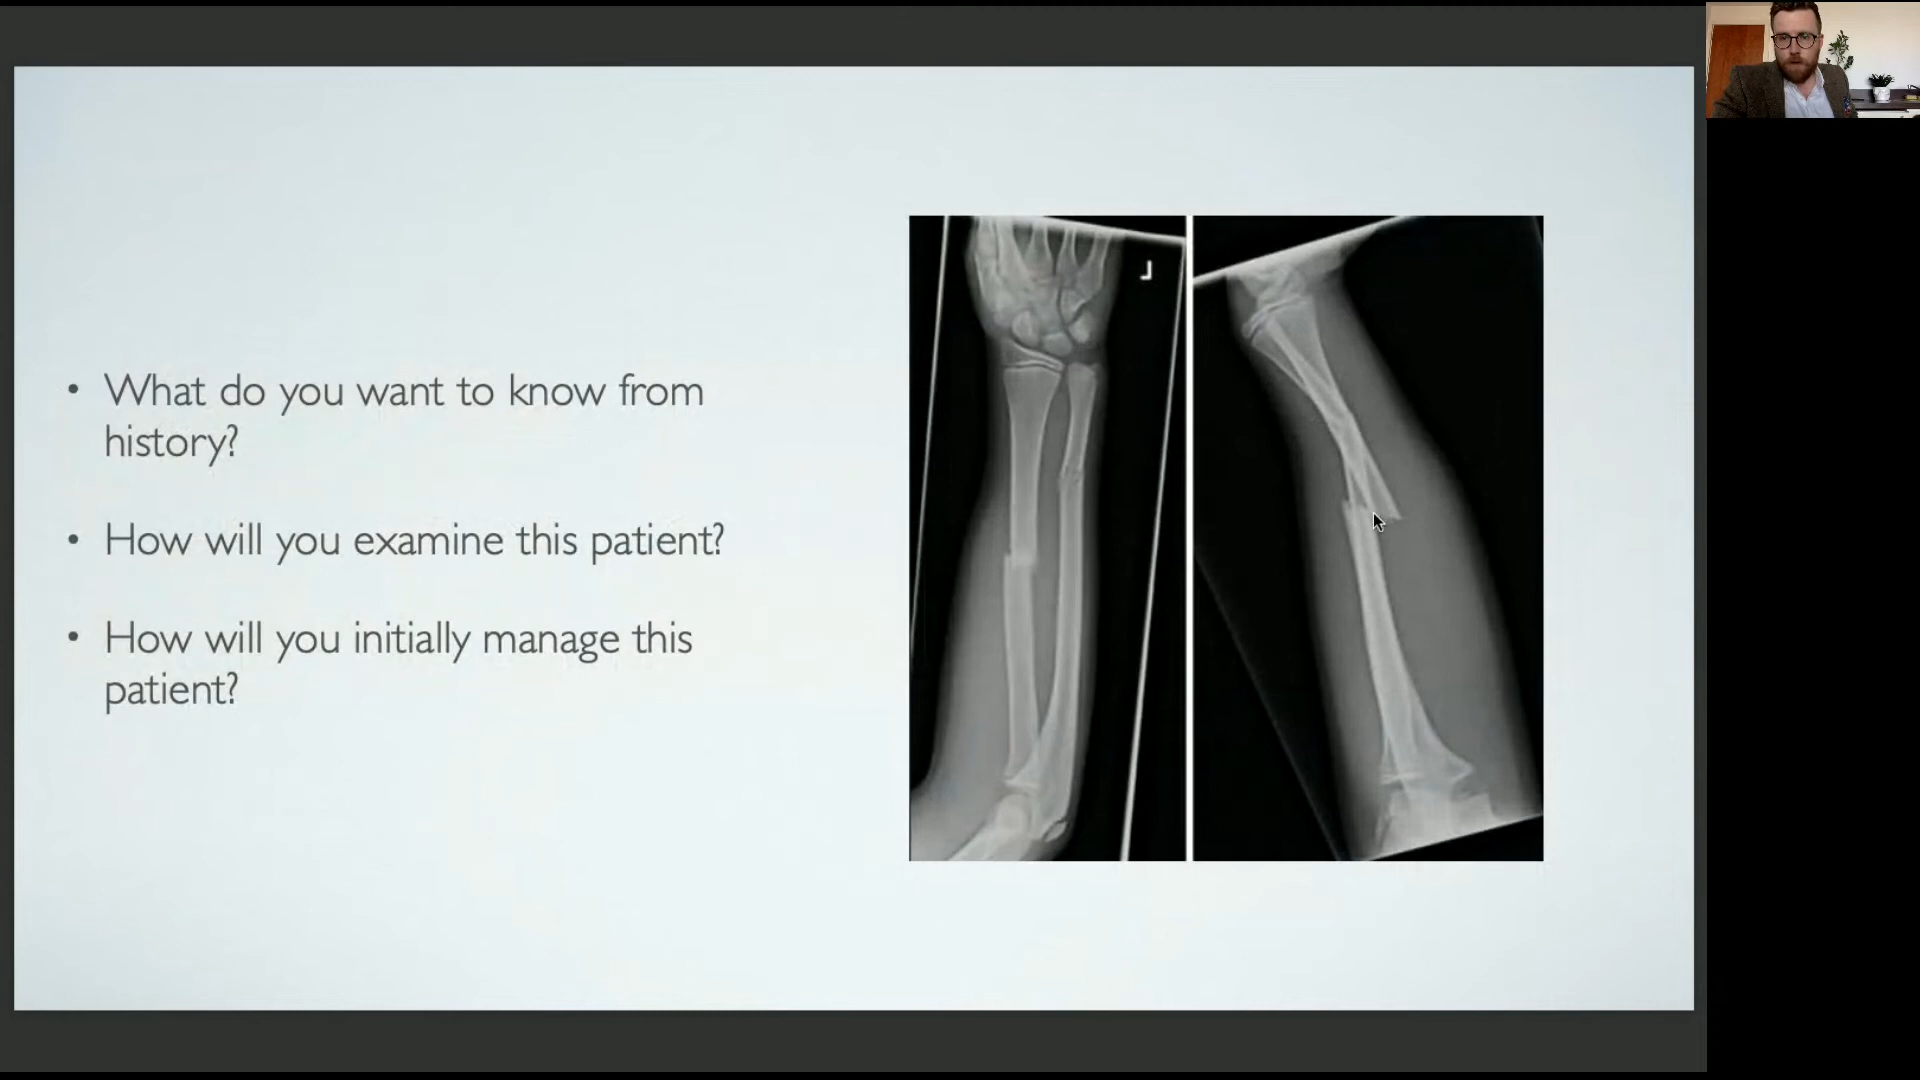 • What do you want to know from
history?
• How will you examine this patient?
• How will you initially manage this
patient?
L